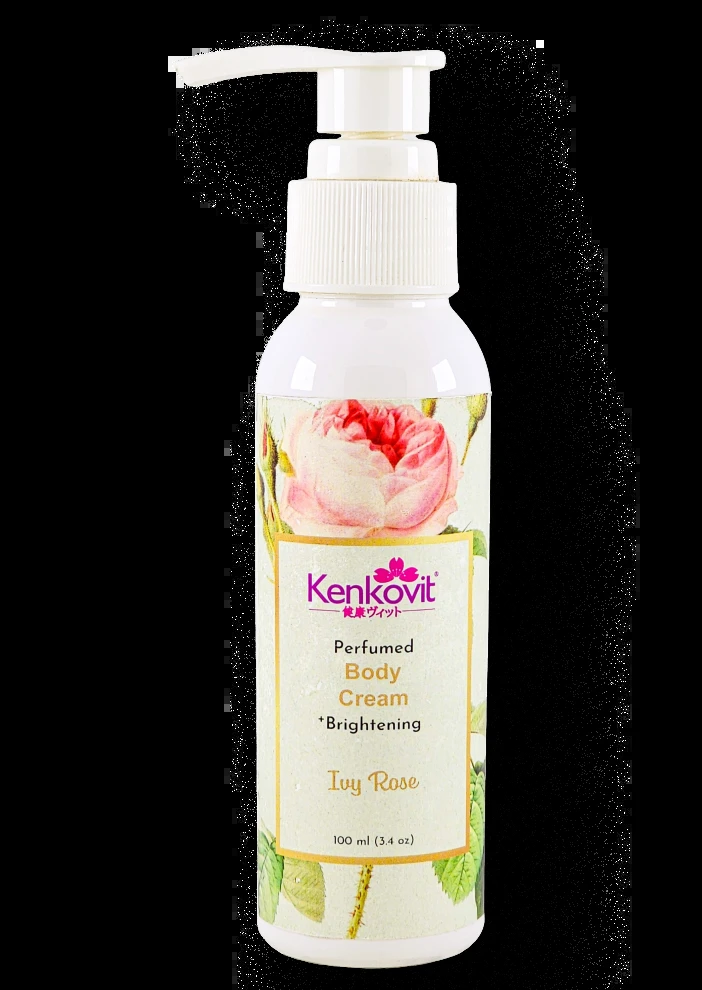 Kenkovit®
健康ヴィット
Perfumed
Body
Cream
+Brightening
Ivy Rose
100 ml (3.4 oz)